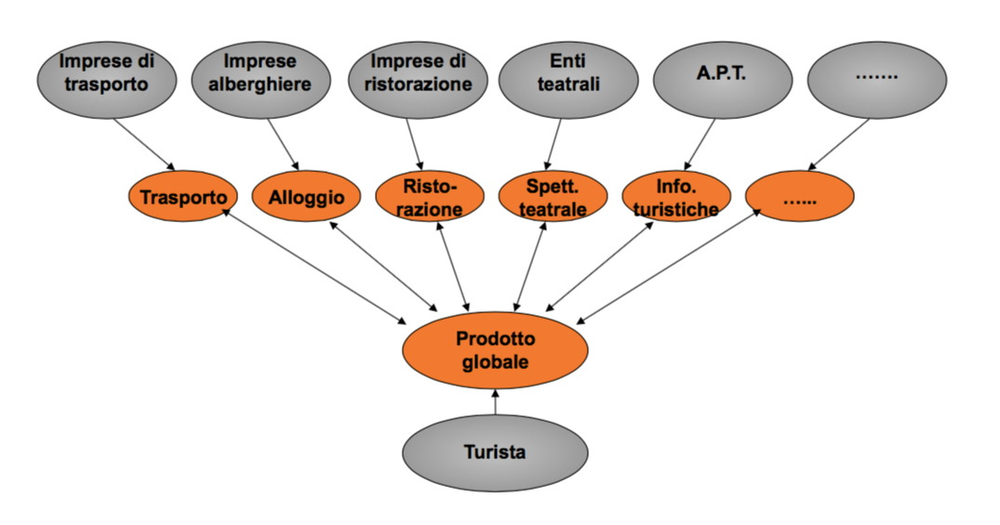 Imprese di
trasporto
Imprese
alberghiere
Imprese di
ristorazione
Enti
teatrali
A.P.T.
…….
Trasporto
Alloggio
Risto-
razione
Spett.
teatrale
Info.
turistiche
…...
Prodotto
globale
Turista